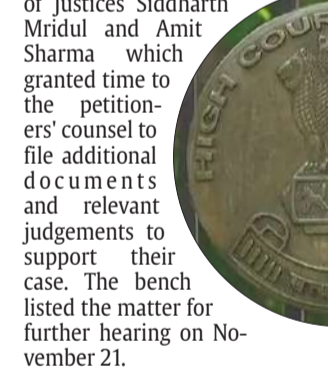 of justices Siddharth
Mridul and Amit
Sharma which
granted time to
the petition-
ers' counsel to
file additional
documents
and relevant
judgements to
support their
case. The bench
listed the matter for
further hearing on No-
vember 21.
HIGH COUR